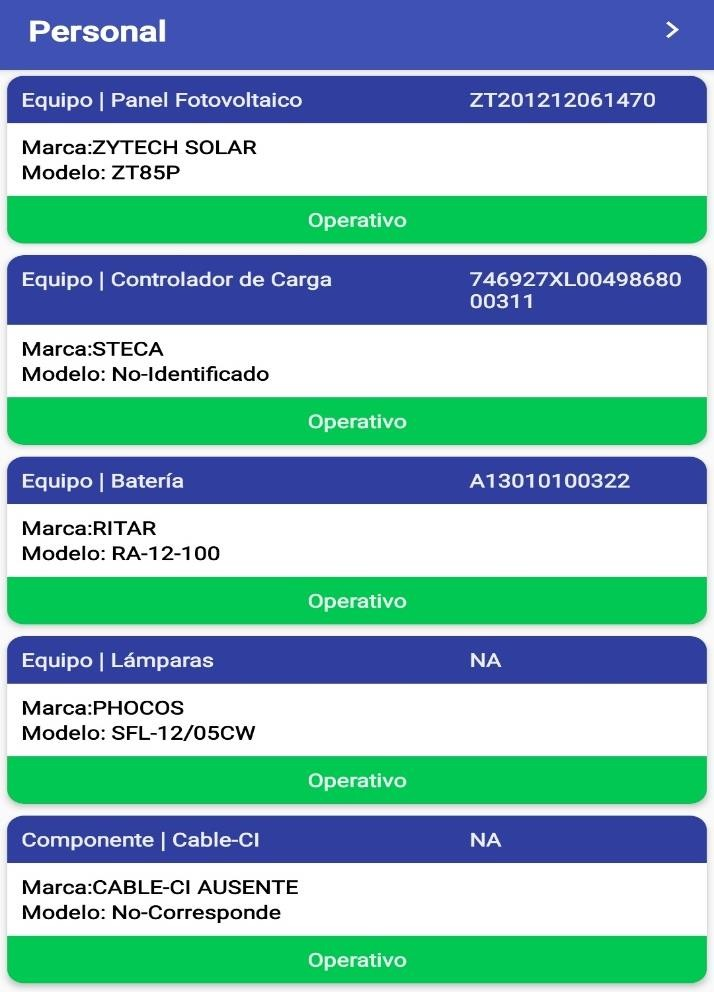 Personal
Equipo | Panel Fotovoltaico ZT201212061470
Marca:ZYTECH SOLAR
Modelo: ZT85P
Operativo
Equipo | Controlador de Carga 746927XL00498680
00311
Marca:STECA
Modelo: No-Identificado
Operativo
Equipo | Batería A13010100322
Marca:RITAR
Modelo: RA-12-100
Operativo
Equipo | Lámparas NA
Marca:PHOCOS
Modelo: SFL-12/05CW
Operativo
Componente | Cable-CI NA
Marca:CABLE-CI AUSENTE
Modelo: No-Corresponde
Operativo